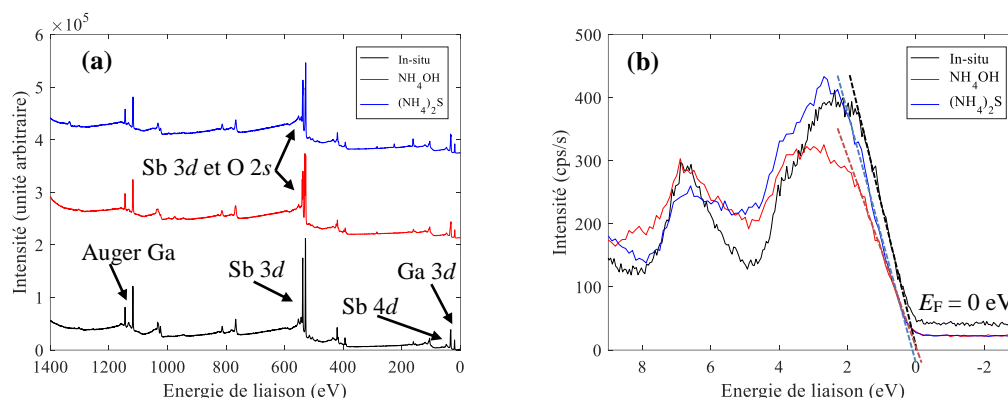 ×10⁵
6
5
4
3
2
1
0
Intensité (unité arbitraire)
(a)
In-situ
NH₄OH
(NH₄)₂S
Sb 3d et O 2s
Auger Ga
Sb 3d
Ga 3d
Sb 4d
1400 1200 1000 800 600 400 200 0
Energie de liaison (eV)
500
400
300
200
100
0
Intensité (cps/s)
(b)
In-situ
NH₄OH
(NH₄)₂S
E_F = 0 eV
8 6 4 2 0 -2
Energie de liaison (eV)